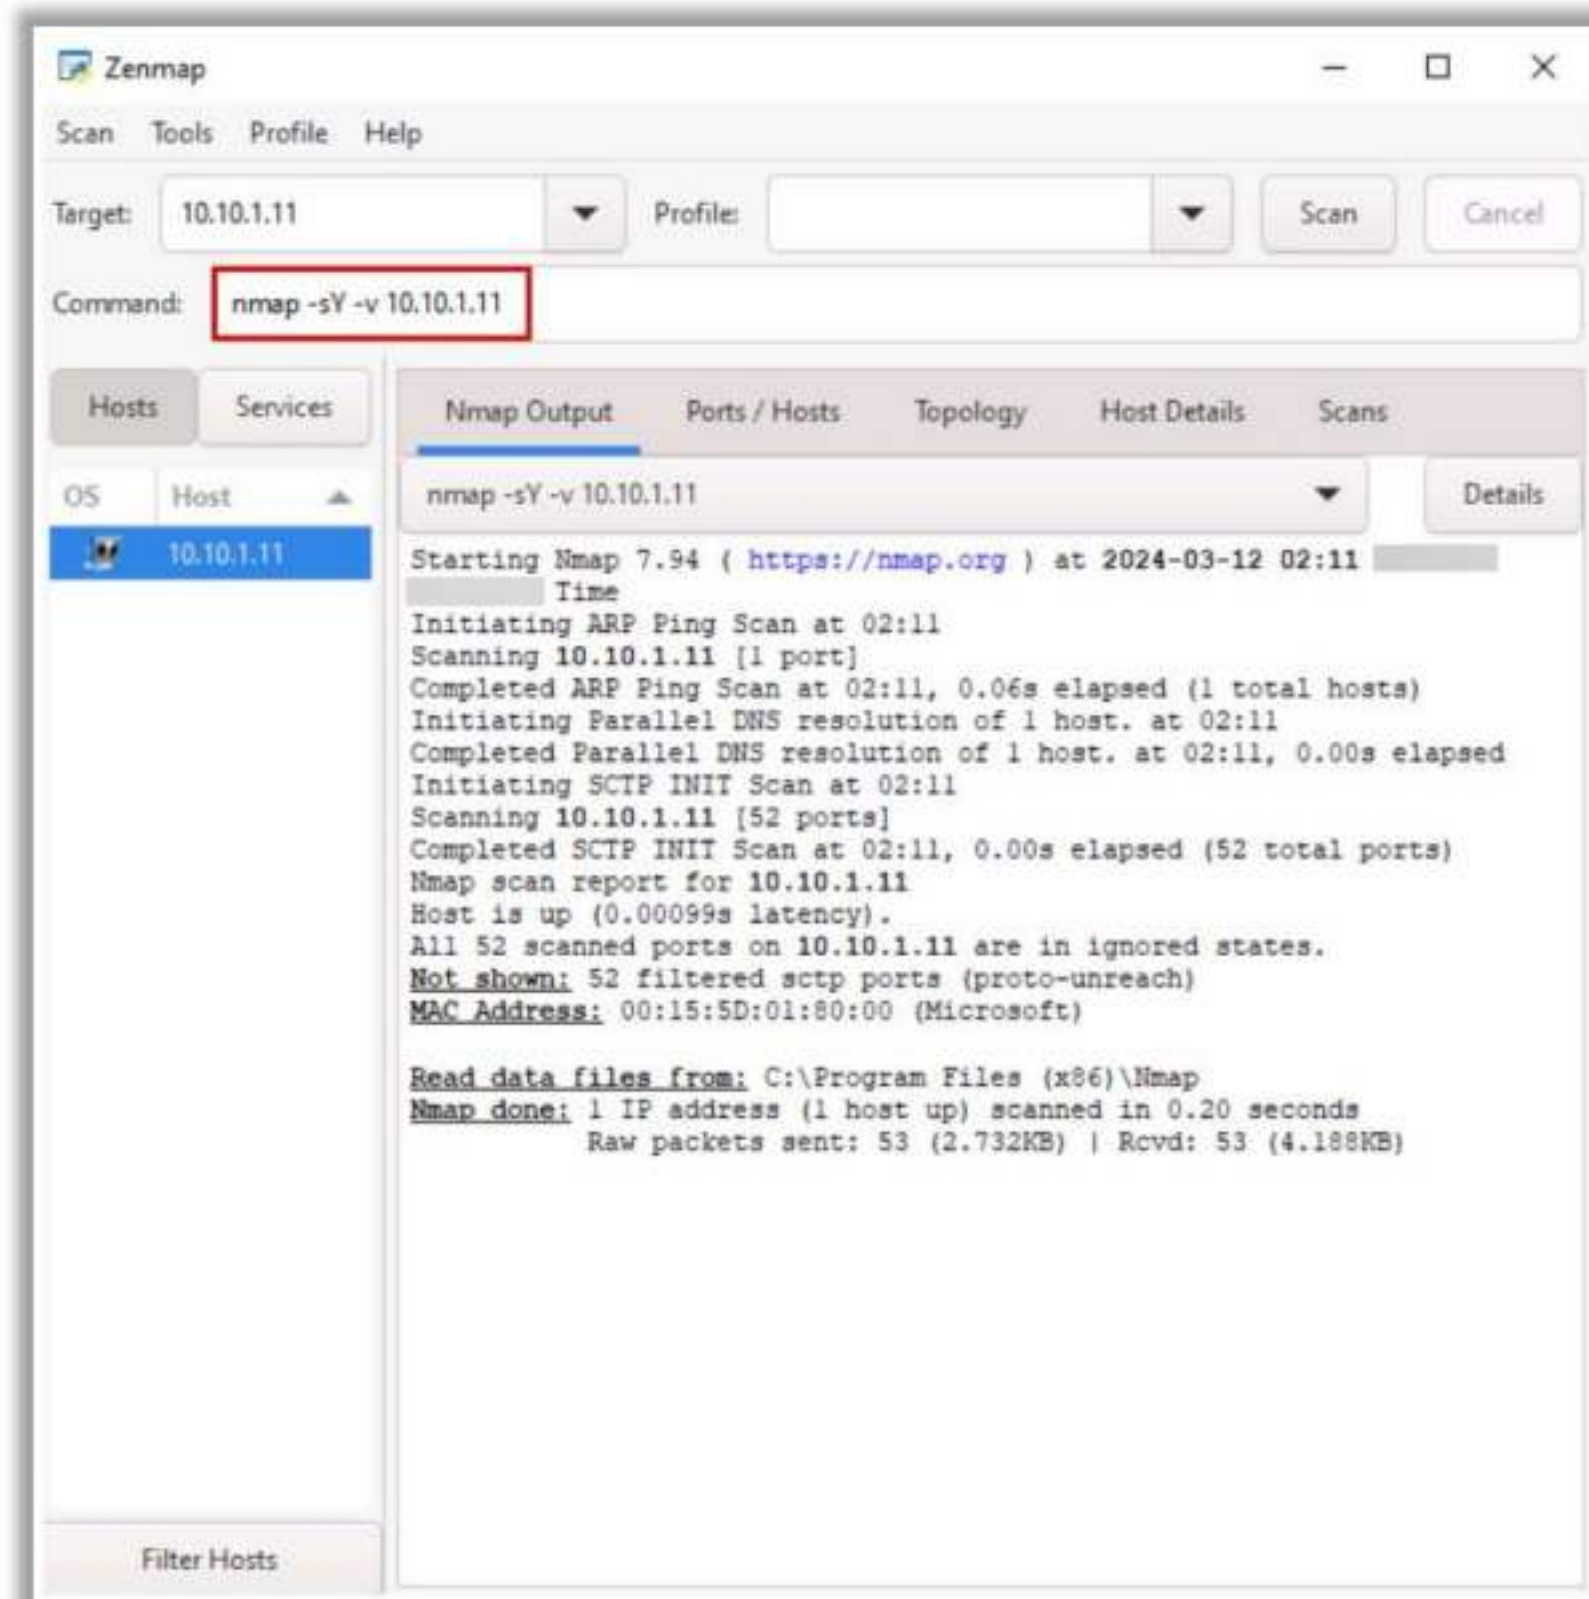 Zenmap
Scan Tools Profile Help
Target: 10.10.1.11 Profile: Scan Cancel
Command: nmap -sY -v 10.10.1.11
Hosts Services
Nmap Output Ports / Hosts Topology Host Details Scans
OS Host
nmap -sY -v 10.10.1.11 Details
10.10.1.11
Starting Nmap 7.94 ( https://nmap.org ) at 2024-03-12 02:11
Time
Initiating ARP Ping Scan at 02:11
Scanning 10.10.1.11 [1 port]
Completed ARP Ping Scan at 02:11, 0.06s elapsed (1 total hosts)
Initiating Parallel DNS resolution of 1 host. at 02:11
Completed Parallel DNS resolution of 1 host. at 02:11, 0.00s elapsed
Initiating SCTP INIT Scan at 02:11
Scanning 10.10.1.11 [52 ports]
Completed SCTP INIT Scan at 02:11, 0.00s elapsed (52 total ports)
Nmap scan report for 10.10.1.11
Host is up (0.00099s latency).
All 52 scanned ports on 10.10.1.11 are in ignored states.
Not shown: 52 filtered sctp ports (proto-unreach)
MAC Address: 00:15:5D:01:80:00 (Microsoft)
Read data files from: C:\Program Files (x86)\Nmap
Nmap done: 1 IP address (1 host up) scanned in 0.20 seconds
Raw packets sent: 53 (2.732KB) | Rcvd: 53 (4.188KB)
Filter Hosts